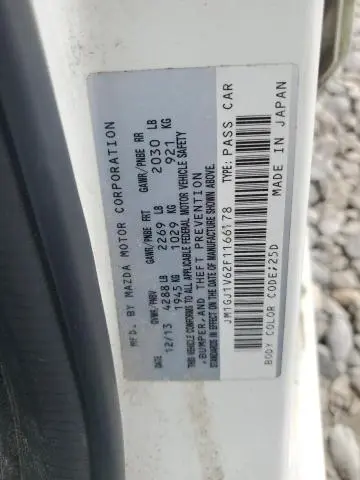 MFD. BY MAZDA MOTOR CORPORATION
GVWR/PNBV GAWR/PNBE FRT GAWR/PNBE RR
12/13 4288 LB 2269 LB 2030 LB
1945 KG 1029 KG 921 KG
THIS VEHICLE CONFORMS TO ALL APPLICABLE FEDERAL MOTOR VEHICLE SAFETY
, BUMPER, AND THEFT PREVENTION
STANDARDS IN EFFECT ON THE DATE OF MANUFACTURE SHOWN ABOVE.
JM1GJ1V62F1166178 TYPE: PASS CAR
BODY COLOR CODE;25D MADE IN JAPAN